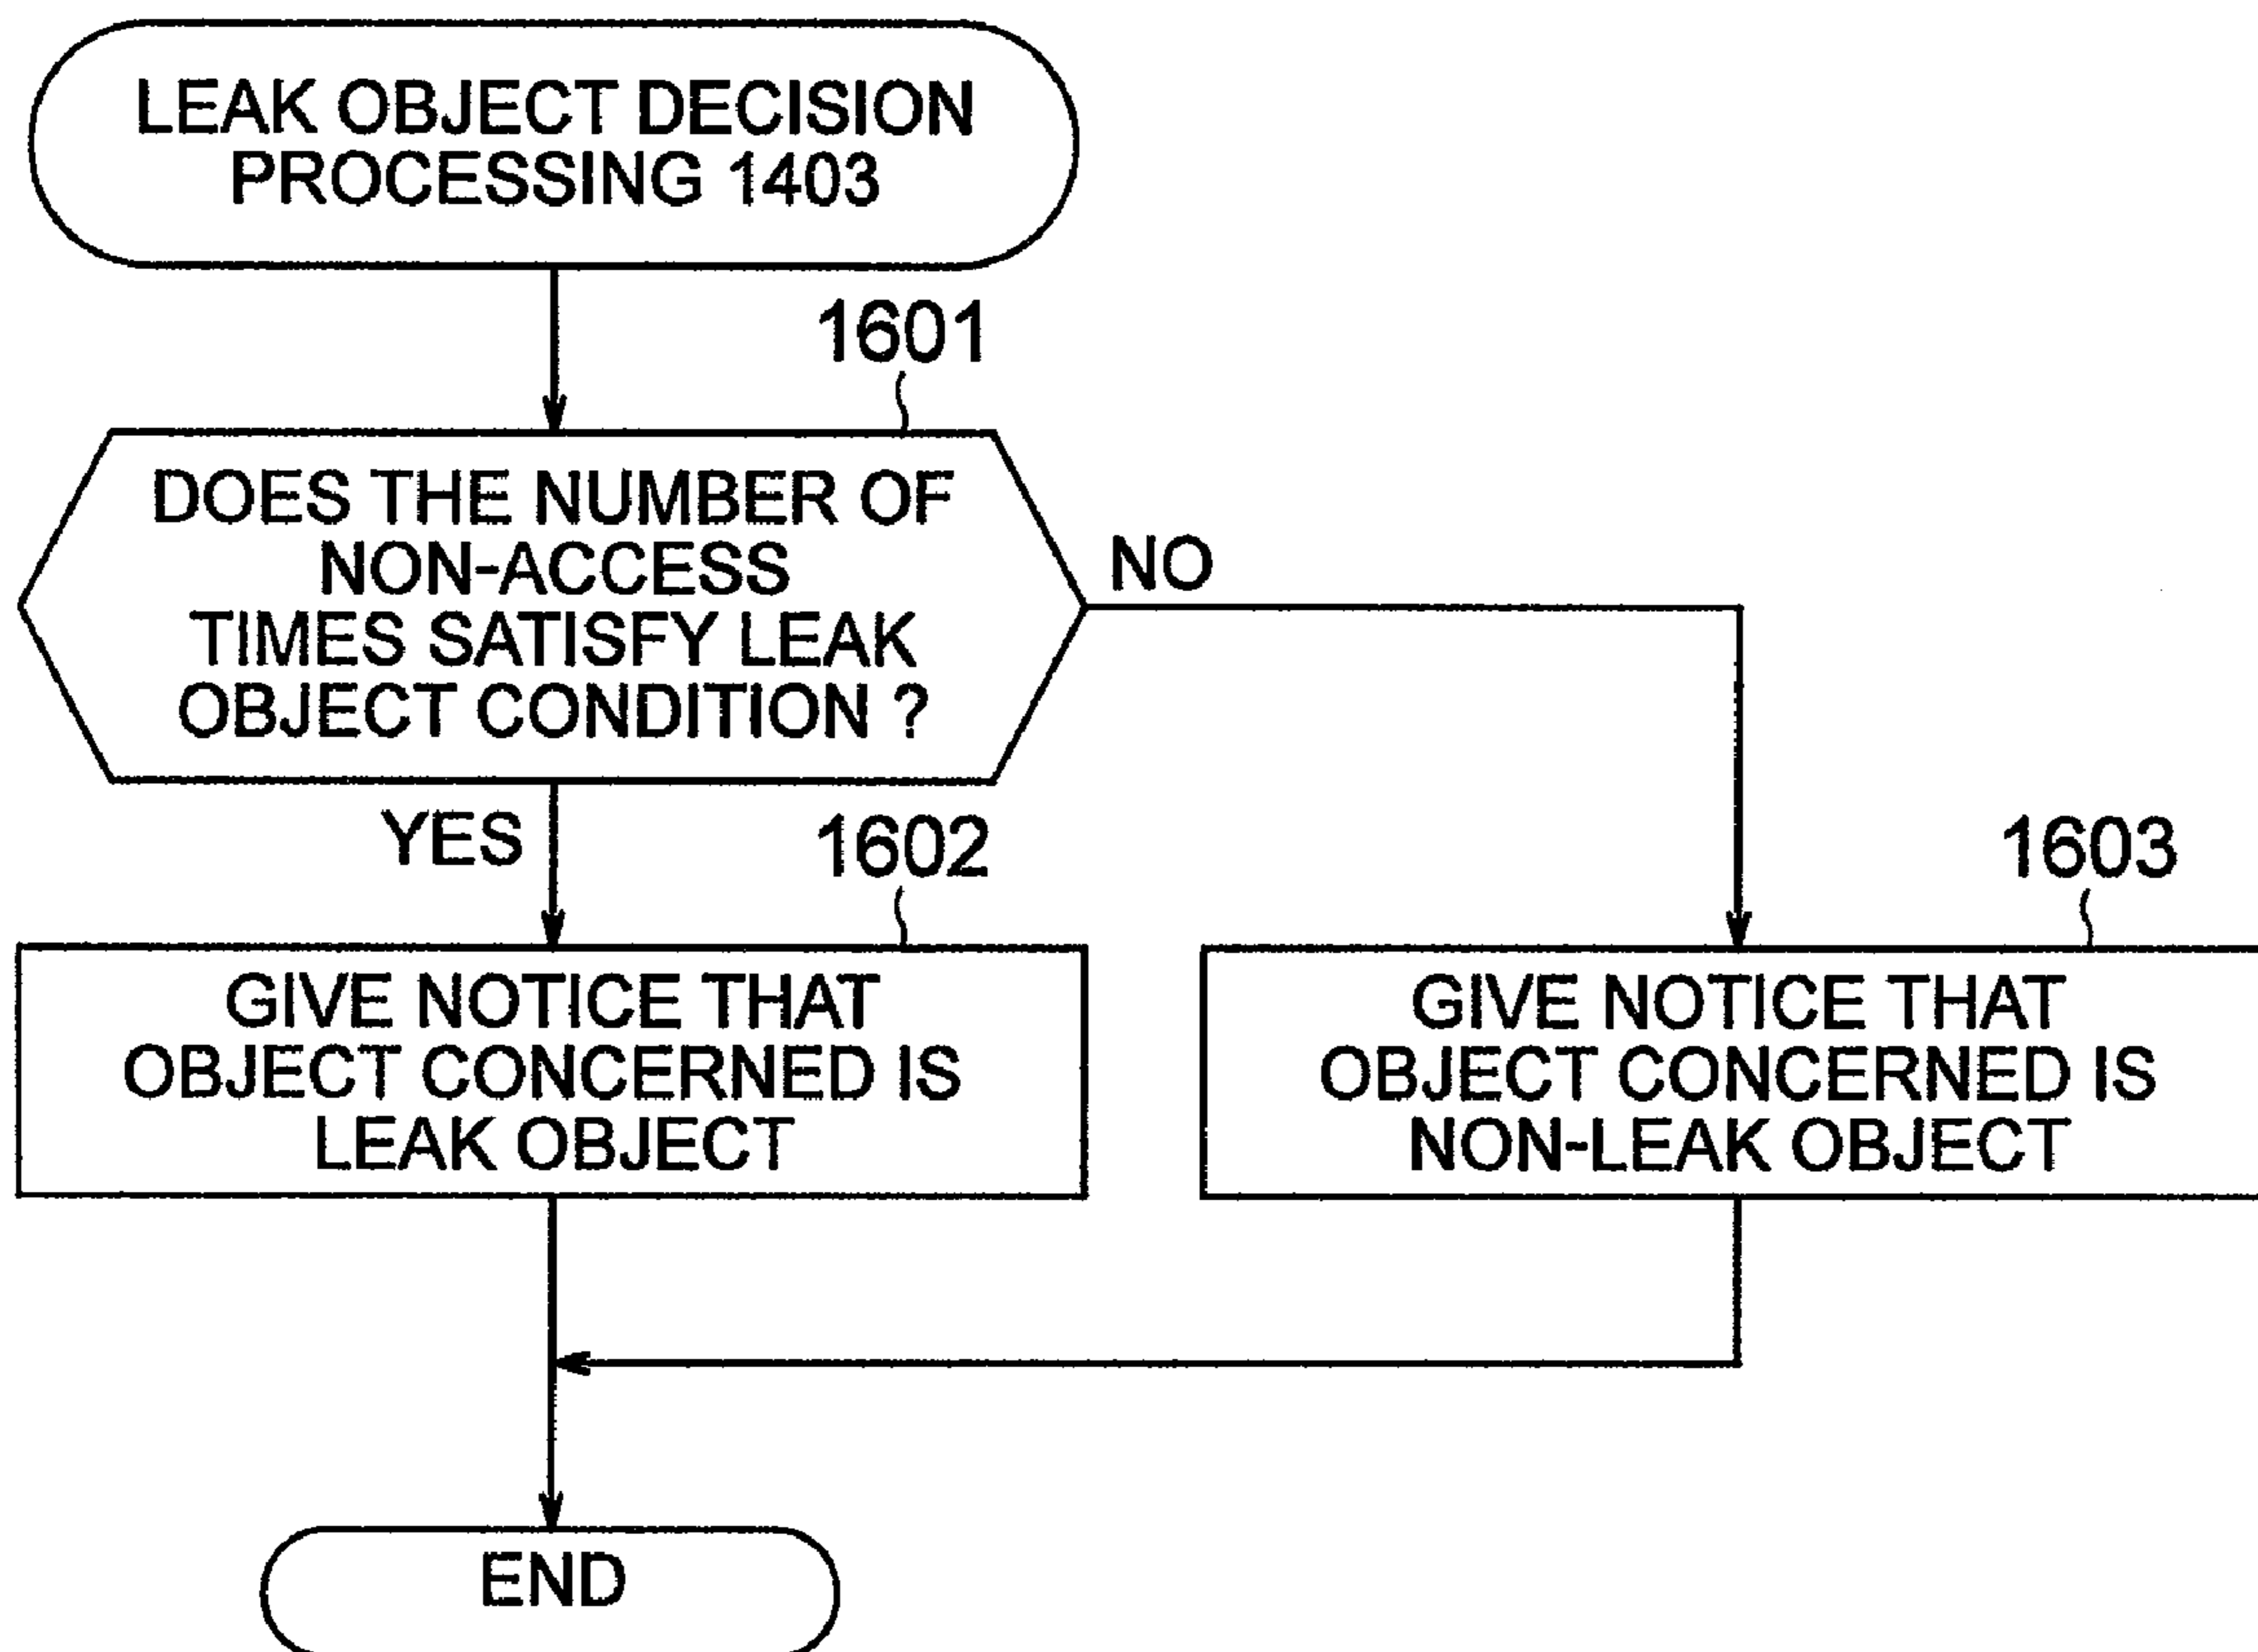 LEAK OBJECT DECISION
PROCESSING 1403
1601
DOES THE NUMBER OF
NON-ACCESS
TIMES SATISFY LEAK
OBJECT CONDITION ?
NO
YES
1602
GIVE NOTICE THAT
OBJECT CONCERNED IS
LEAK OBJECT
1603
GIVE NOTICE THAT
OBJECT CONCERNED IS
NON-LEAK OBJECT
END